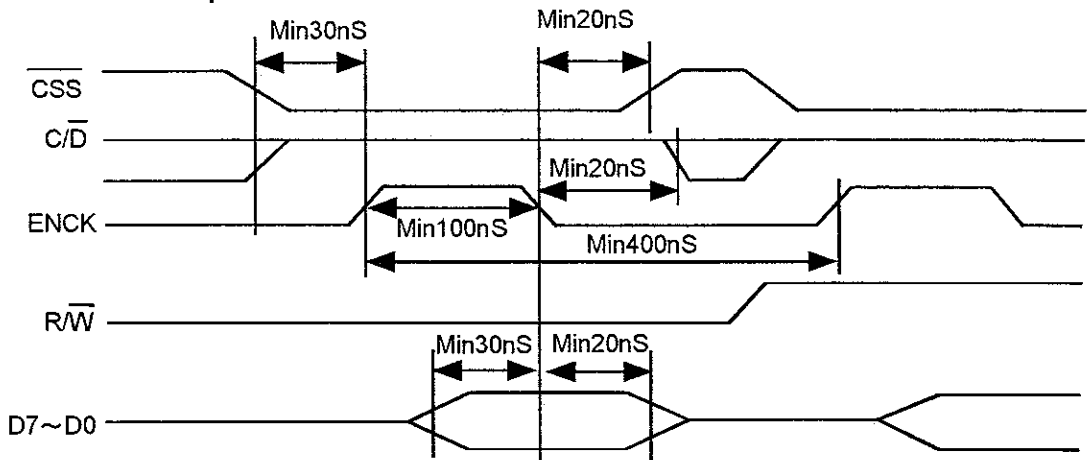 Min30nS
Min20nS
CSS
C/D
Min20nS
ENCK
Min100nS
Min400nS
R/W
Min30nS
Min20nS
D7～D0